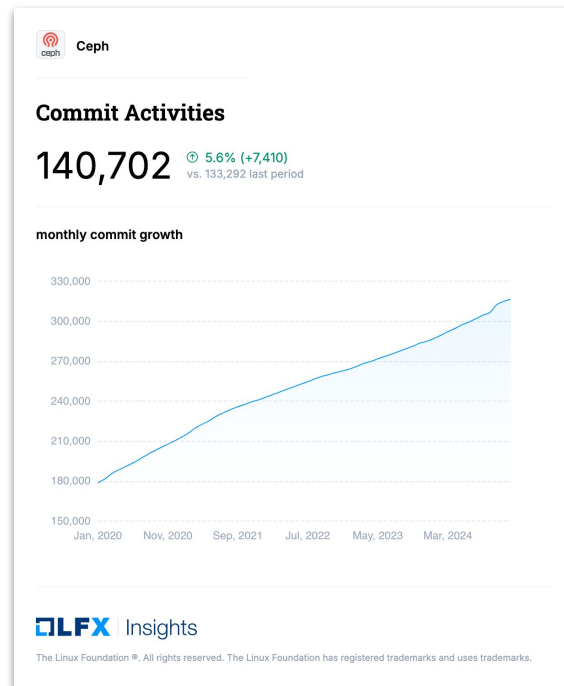 ceph
Ceph
Commit Activities
140,702
5.6% (+7,410)
vs. 133,292 last period
monthly commit growth
330,000
300,000
270,000
240,000
210,000
180,000
150,000
Jan, 2020 Nov, 2020 Sep, 2021 Jul, 2022 May, 2023 Mar, 2024
LFX Insights
The Linux Foundation ®. All rights reserved. The Linux Foundation has registered trademarks and uses trademarks.